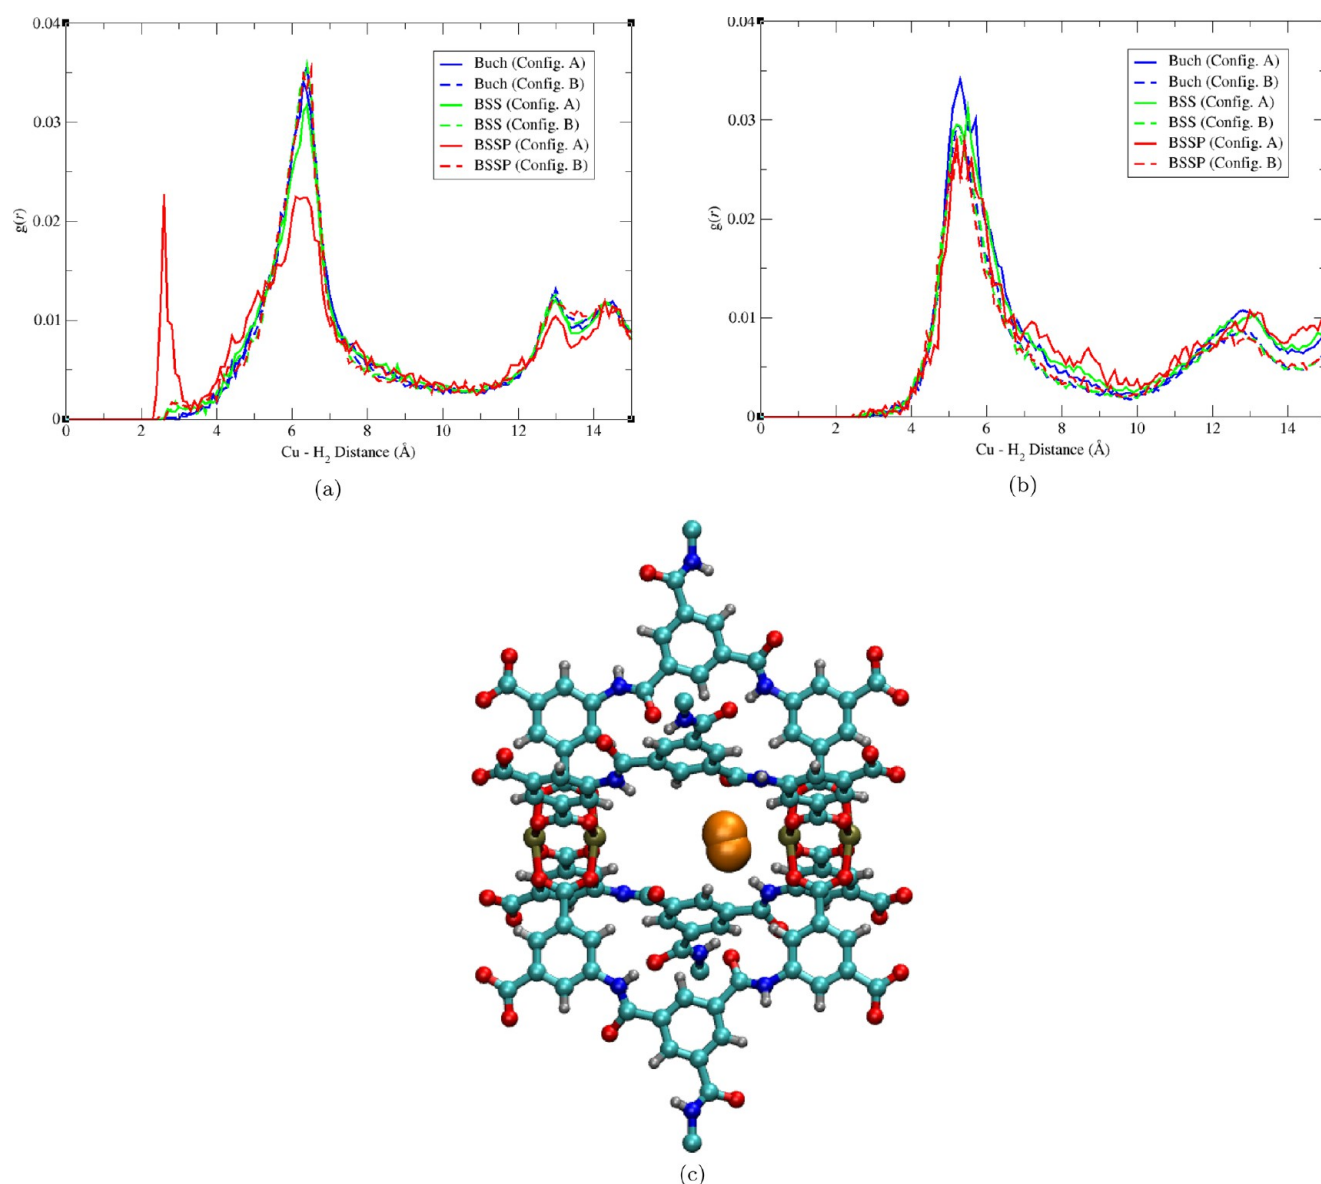 0.04
0.03
0.02
0.01
0
g(r)
Buch (Config. A)
Buch (Config. B)
BSS (Config. A)
BSS (Config. B)
BSSP (Config. A)
BSSP (Config. B)
0 2 4 6 8 10 12 14
Cu - H2 Distance (Å)
(a)
0.04
0.03
0.02
0.01
0
g(r)
Buch (Config. A)
Buch (Config. B)
BSS (Config. A)
BSS (Config. B)
BSSP (Config. A)
BSSP (Config. B)
0 2 4 6 8 10 12 14
Cu - H2 Distance (Å)
(b)
(c)